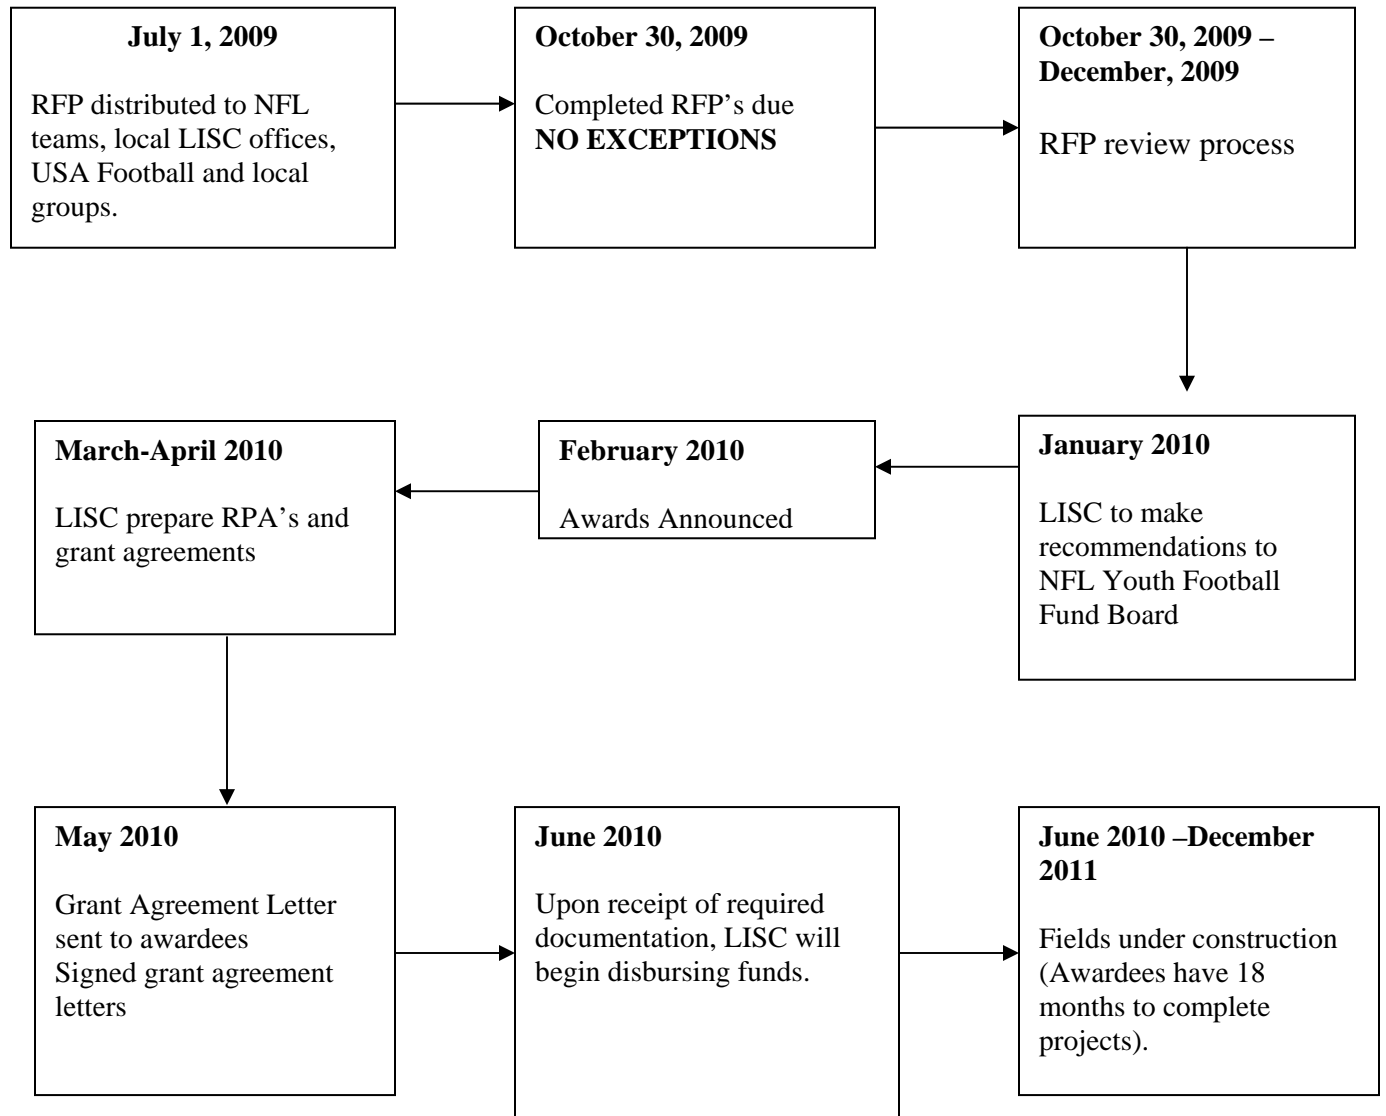 July 1, 2009
RFP distributed to NFL
teams, local LISC offices,
USA Football and local
groups.
October 30, 2009
Completed RFP’s due
NO EXCEPTIONS
October 30, 2009 –
December, 2009
RFP review process
January 2010
LISC to make
recommendations to
NFL Youth Football
Fund Board
February 2010
Awards Announced
March-April 2010
LISC prepare RPA’s and
grant agreements
May 2010
Grant Agreement Letter
sent to awardees
Signed grant agreement
letters
June 2010
Upon receipt of required
documentation, LISC will
begin disbursing funds.
June 2010 –December
2011
Fields under construction
(Awardees have 18
months to complete
projects).